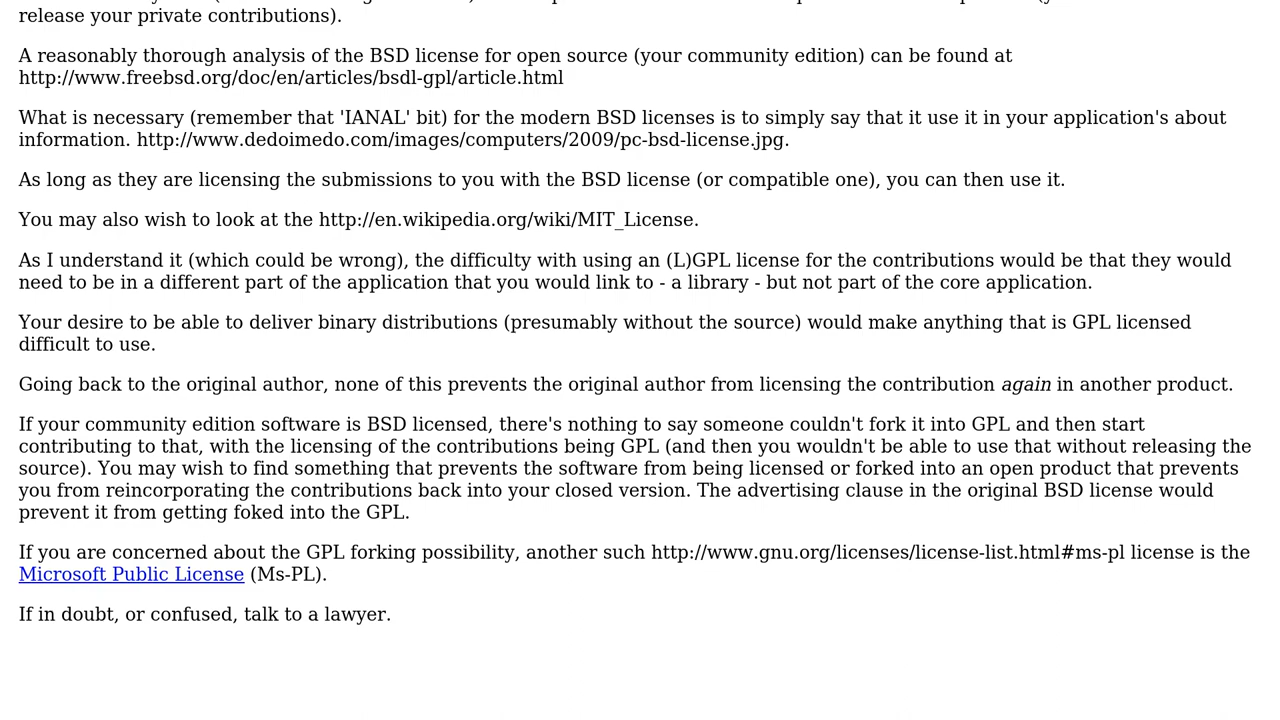 release your private contributions).
A reasonably thorough analysis of the BSD license for open source (your community edition) can be found at
http://www.freebsd.org/doc/en/articles/bsdl-gpl/article.html
What is necessary (remember that 'IANAL' bit) for the modern BSD licenses is to simply say that it use it in your application's about
information. http://www.dedoimedo.com/images/computers/2009/pc-bsd-license.jpg.
As long as they are licensing the submissions to you with the BSD license (or compatible one), you can then use it.
You may also wish to look at the http://en.wikipedia.org/wiki/MIT_License.
As I understand it (which could be wrong), the difficulty with using an (L)GPL license for the contributions would be that they would
need to be in a different part of the application that you would link to - a library - but not part of the core application.
Your desire to be able to deliver binary distributions (presumably without the source) would make anything that is GPL licensed
difficult to use.
Going back to the original author, none of this prevents the original author from licensing the contribution again in another product.
If your community edition software is BSD licensed, there's nothing to say someone couldn't fork it into GPL and then start
contributing to that, with the licensing of the contributions being GPL (and then you wouldn't be able to use that without releasing the
source). You may wish to find something that prevents the software from being licensed or forked into an open product that prevents
you from reincorporating the contributions back into your closed version. The advertising clause in the original BSD license would
prevent it from getting foked into the GPL.
If you are concerned about the GPL forking possibility, another such http://www.gnu.org/licenses/license-list.html#ms-pl license is the
Microsoft Public License (Ms-PL).
If in doubt, or confused, talk to a lawyer.